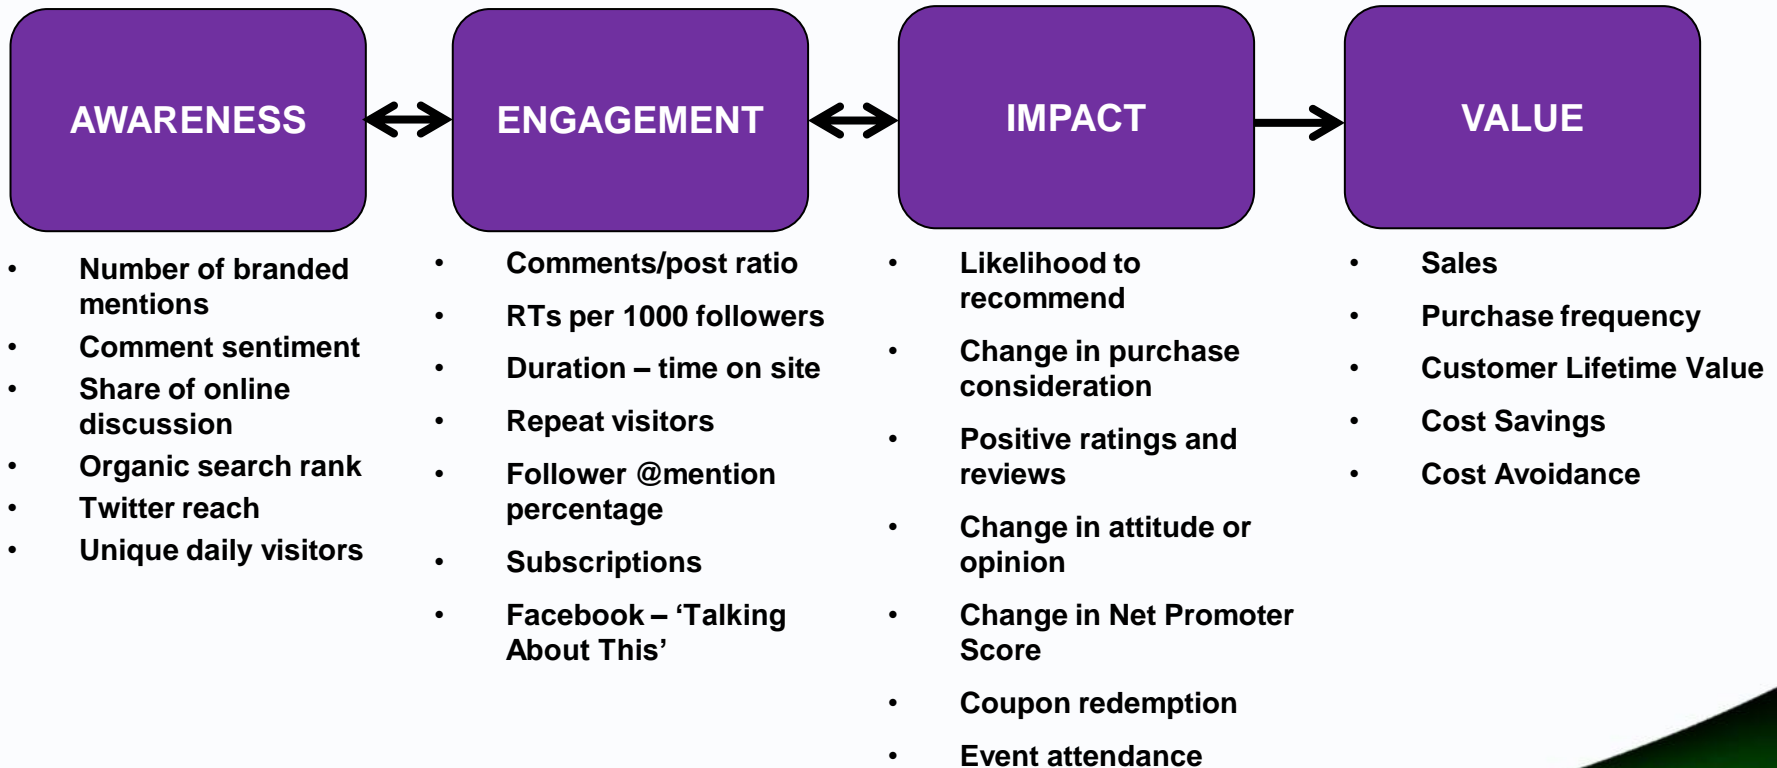 AWARENESS
ENGAGEMENT
IMPACT
VALUE
• Number of branded
mentions
• Comment sentiment
• Share of online
discussion
• Organic search rank
• Twitter reach
• Unique daily visitors
• Comments/post ratio
• RTs per 1000 followers
• Duration – time on site
• Repeat visitors
• Follower @mention
percentage
• Subscriptions
• Facebook – ‘Talking
About This’
• Likelihood to
recommend
• Change in purchase
consideration
• Positive ratings and
reviews
• Change in attitude or
opinion
• Change in Net Promoter
Score
• Coupon redemption
• Event attendance
• Sales
• Purchase frequency
• Customer Lifetime Value
• Cost Savings
• Cost Avoidance